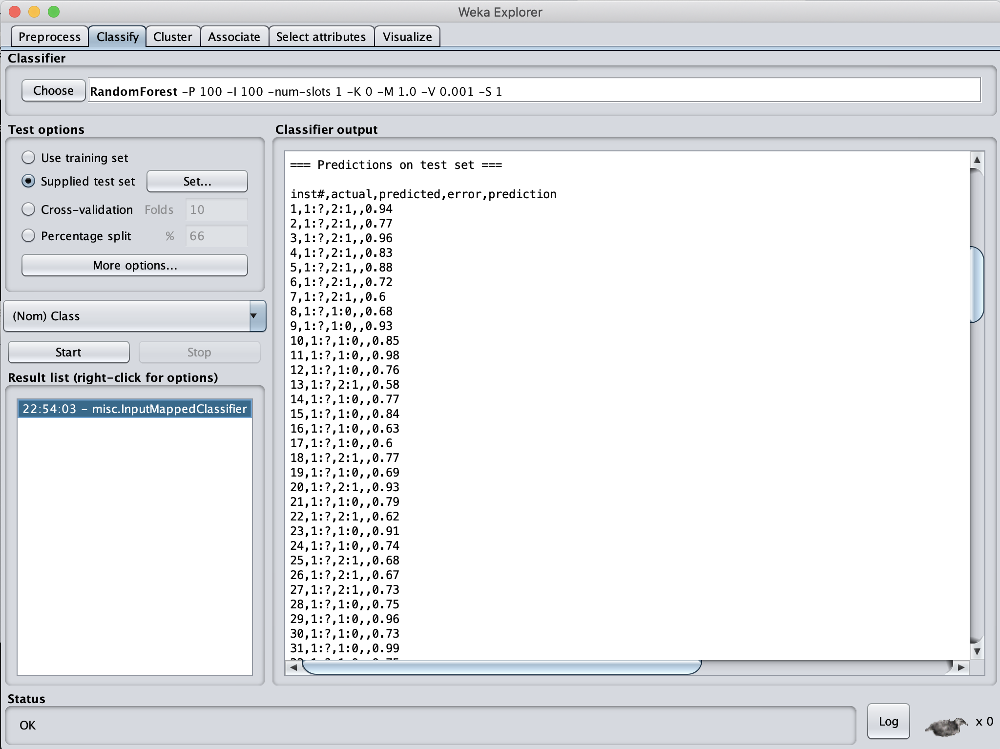 Weka Explorer
Preprocess Classify Cluster Associate Select attributes Visualize
Classifier
Choose RandomForest -P 100 -I 100 -num-slots 1 -K 0 -M 1.0 -V 0.001 -S 1
Test options
Use training set
Supplied test set Set...
Cross-validation Folds 10
Percentage split % 66
More options...
(Nom) Class
Start Stop
Result list (right-click for options)
22:54:03 - misc.InputMappedClassifier
Classifier output
=== Predictions on test set ===
inst#,actual,predicted,error,prediction
1,1:?,2:1,,0.94
2,1:?,2:1,,0.77
3,1:?,2:1,,0.96
4,1:?,2:1,,0.83
5,1:?,2:1,,0.88
6,1:?,2:1,,0.72
7,1:?,2:1,,0.6
8,1:?,1:0,,0.68
9,1:?,1:0,,0.93
10,1:?,1:0,,0.85
11,1:?,1:0,,0.98
12,1:?,1:0,,0.76
13,1:?,2:1,,0.58
14,1:?,1:0,,0.77
15,1:?,1:0,,0.84
16,1:?,1:0,,0.63
17,1:?,1:0,,0.6
18,1:?,2:1,,0.77
19,1:?,1:0,,0.69
20,1:?,2:1,,0.93
21,1:?,1:0,,0.79
22,1:?,2:1,,0.62
23,1:?,1:0,,0.91
24,1:?,1:0,,0.74
25,1:?,2:1,,0.68
26,1:?,2:1,,0.67
27,1:?,2:1,,0.73
28,1:?,1:0,,0.75
29,1:?,1:0,,0.96
30,1:?,1:0,,0.73
31,1:?,1:0,,0.99
Status
OK
Log x 0